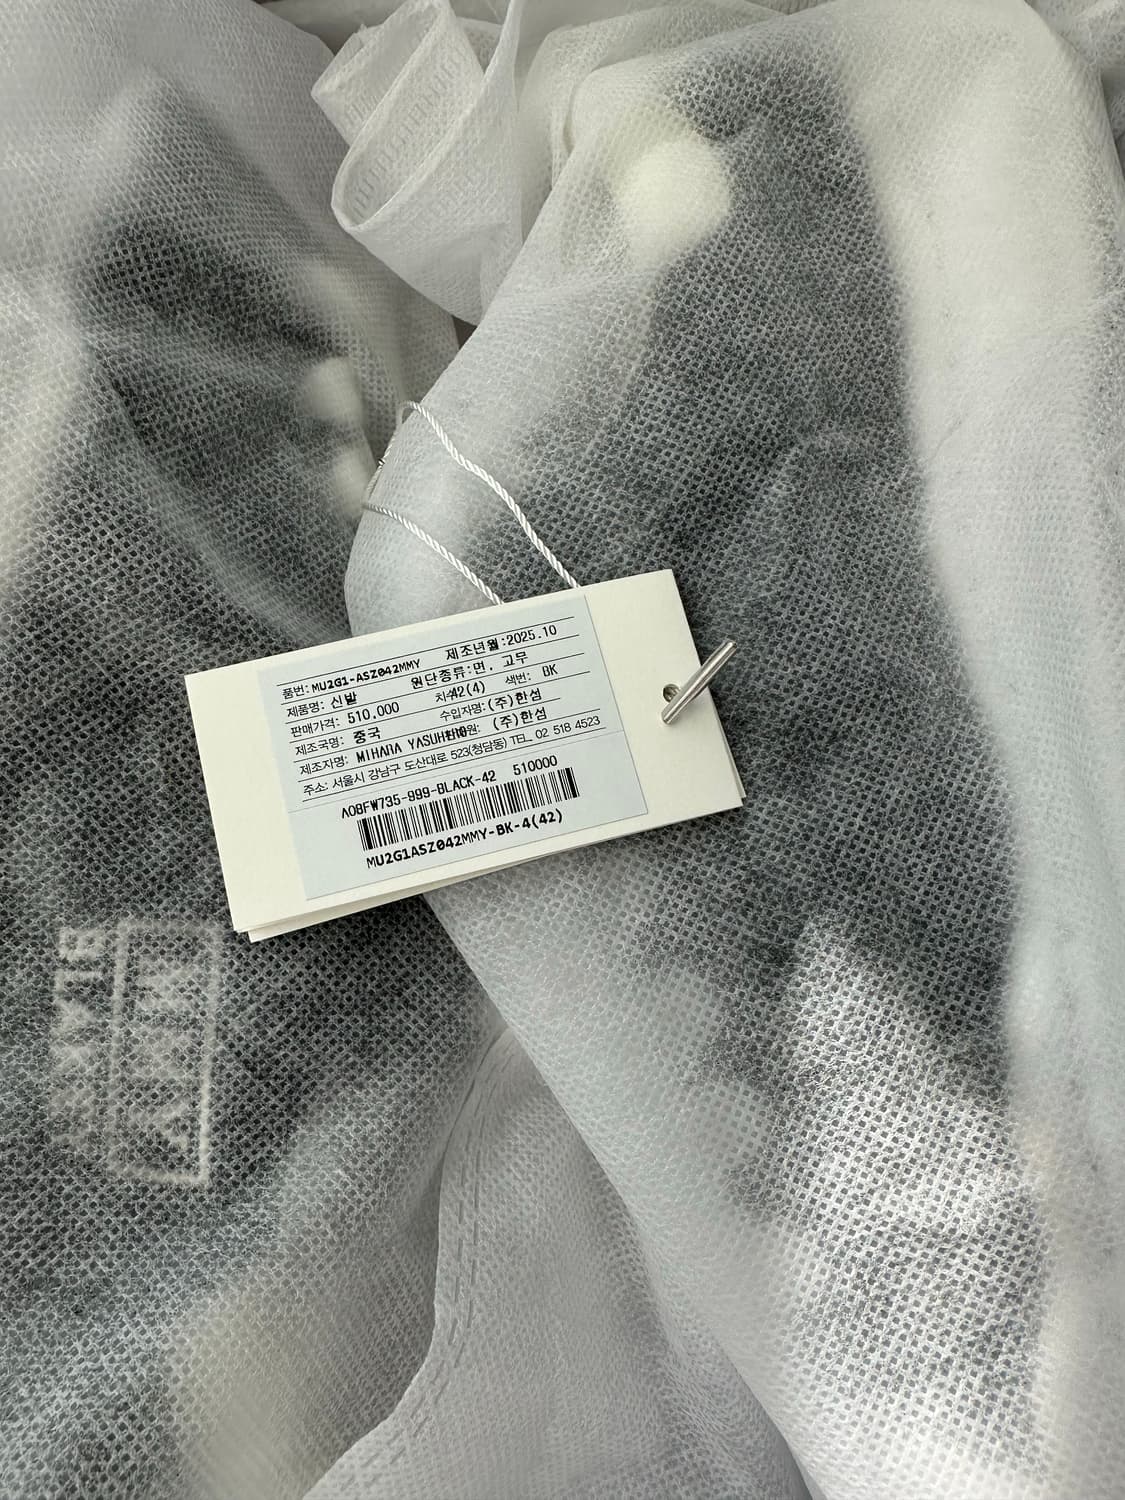 품번: MU2G1-ASZ042MMY 제조년월:2025.10
제품명: 신발 원단종류:면, 고무
판매가격: 510,000 치수:42(4) 색번: BK
제조국명: 중국 수입자명: (주)한섬
제조자명: MIHARA YASUHIRO (주)한섬
주소: 서울시 강남구 도산대로 523(청담동) TEL 02 518 4523
A08FW735-999-BLACK-42 510000
MU2G1ASZ042MMY-BK-4(42)